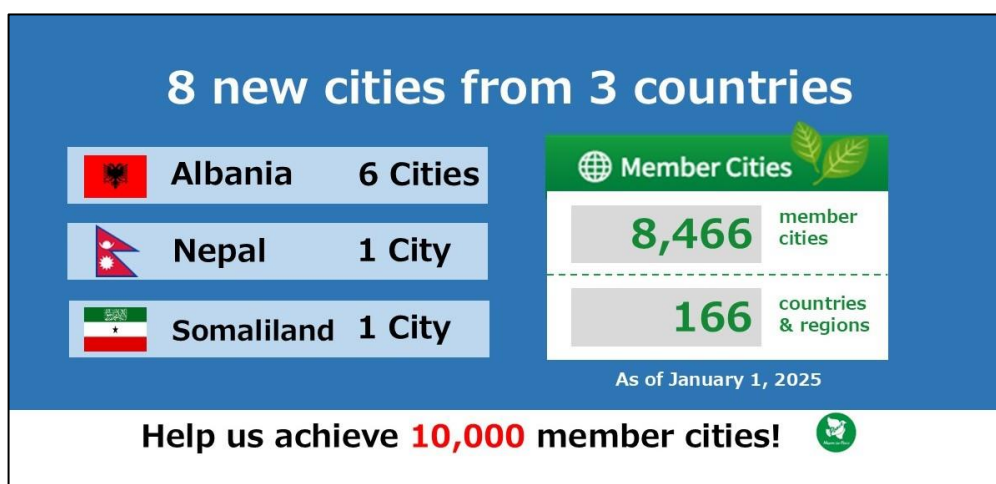 8 new cities from 3 countries
Albania 6 Cities
Nepal 1 City
Somaliland 1 City
Member Cities
8,466 member cities
166 countries & regions
As of January 1, 2025
Help us achieve 10,000 member cities!